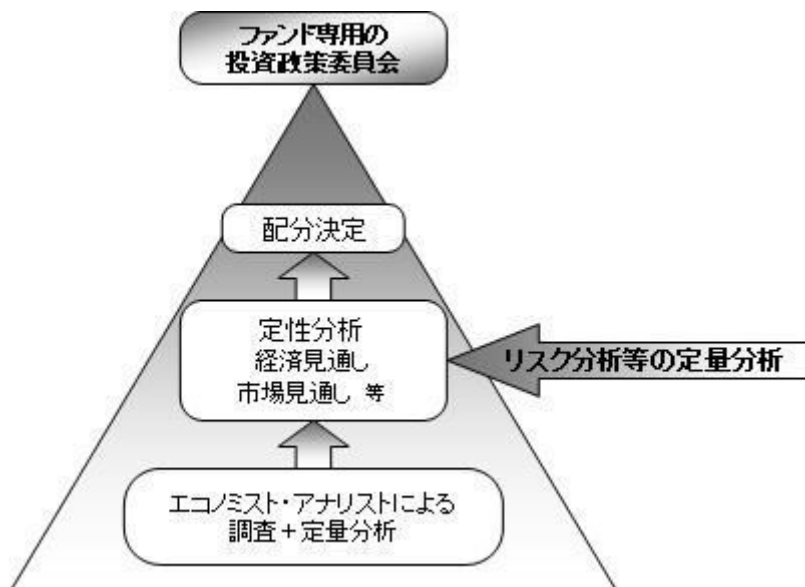 ファンド専用の
投資政策委員会
配分決定
定性分析
経済見通し
市場見通し 等
リスク分析等の定量分析
エコノミスト・アナリストによる
調査＋定量分析